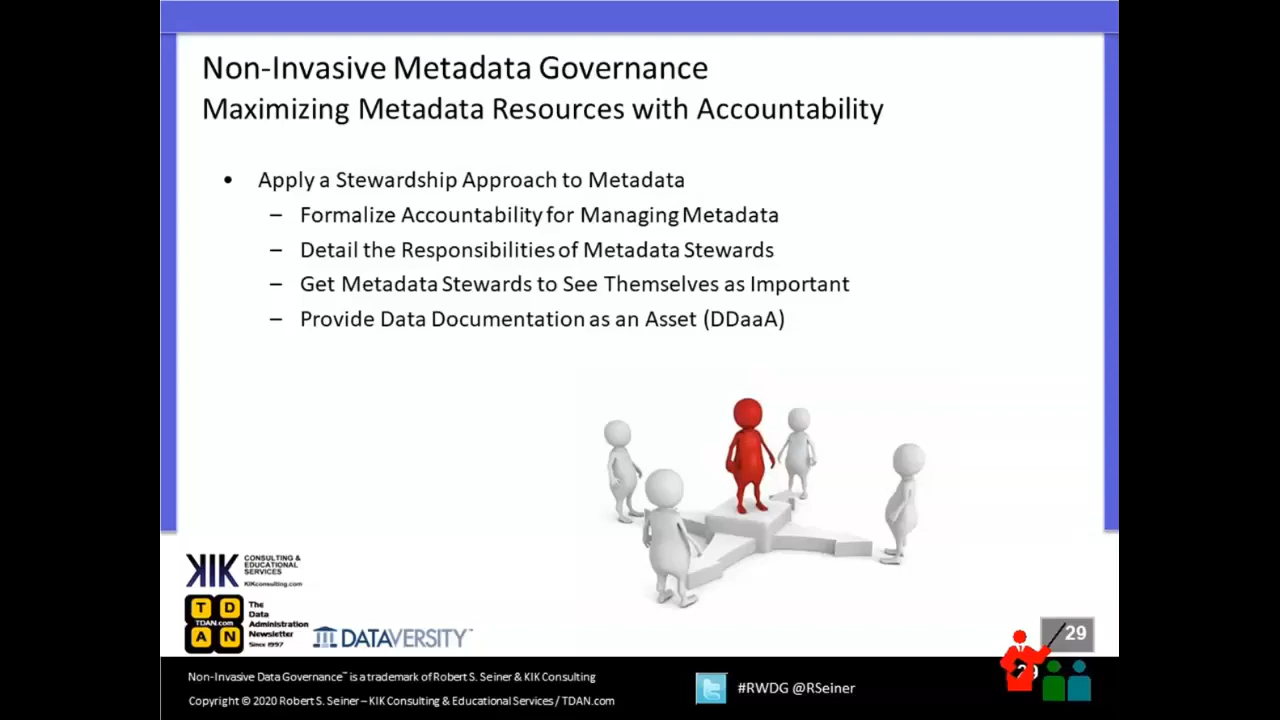 Non-Invasive Metadata Governance
Maximizing Metadata Resources with Accountability
• Apply a Stewardship Approach to Metadata
– Formalize Accountability for Managing Metadata
– Detail the Responsibilities of Metadata Stewards
– Get Metadata Stewards to See Themselves as Important
– Provide Data Documentation as an Asset (DDaaA)
KIK
CONSULTING &
EDUCATIONAL
SERVICES
KIKconsulting.com
T D
TDAN.com
A N
The
Data
Administration
Newsletter
Since 1997
DATAVERSITY™
29
29
Non-Invasive Data Governance™ is a trademark of Robert S. Seiner & KIK Consulting
#RWDG @RSeiner
Copyright © 2020 Robert S. Seiner – KIK Consulting & Educational Services / TDAN.com